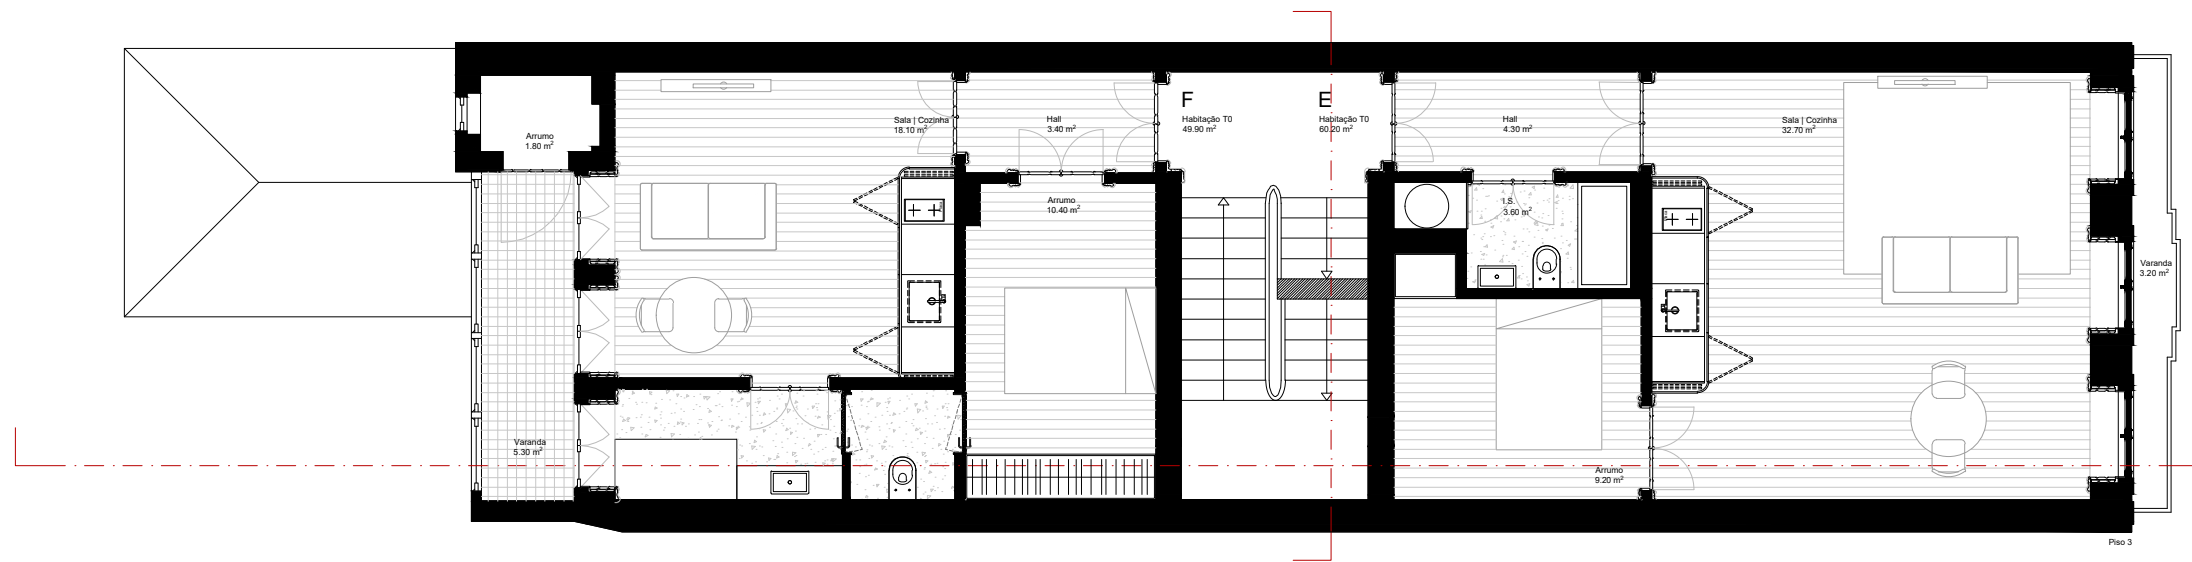 Arrumo
1.80 m²
Sala | Cozinha
18.10 m²
Hall
3.40 m²
F
Habitação T0
49.90 m²
E
Habitação T0
60.20 m²
Hall
4.30 m²
Sala | Cozinha
32.70 m²
Arrumo
10.40 m²
I.S.
3.60 m²
Varanda
3.20 m²
Varanda
5.30 m²
Arrumo
9.20 m²
Piso 3